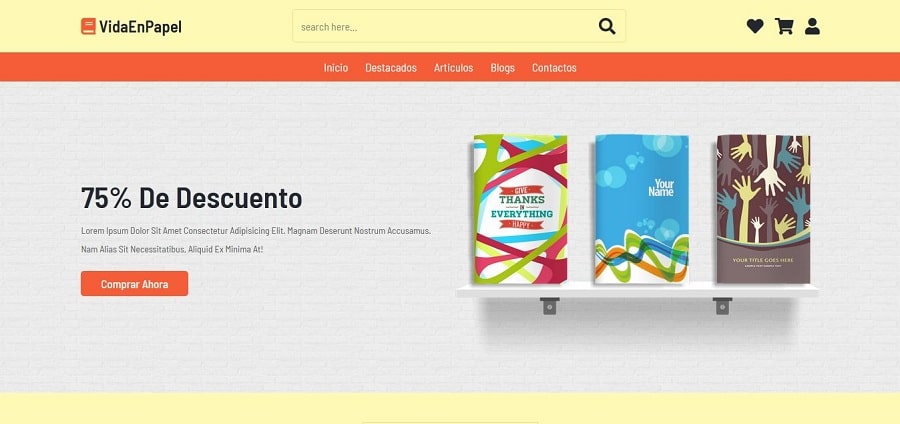 VidaEnPapel
search here...
Inicio Destacados Articulos Blogs Contactos
75% De Descuento
Lorem Ipsum Dolor Sit Amet Consectetur Adipisicing Elit. Magnam Deserunt Nostrum Accusamus.
Nam Alias Sit Necessitatibus, Aliquid Ex Minima At!
Comprar Ahora
GIVE
THANKS
IN
EVERYTHING
HAPPY
Your
Name
YOUR TITLE GOES HERE